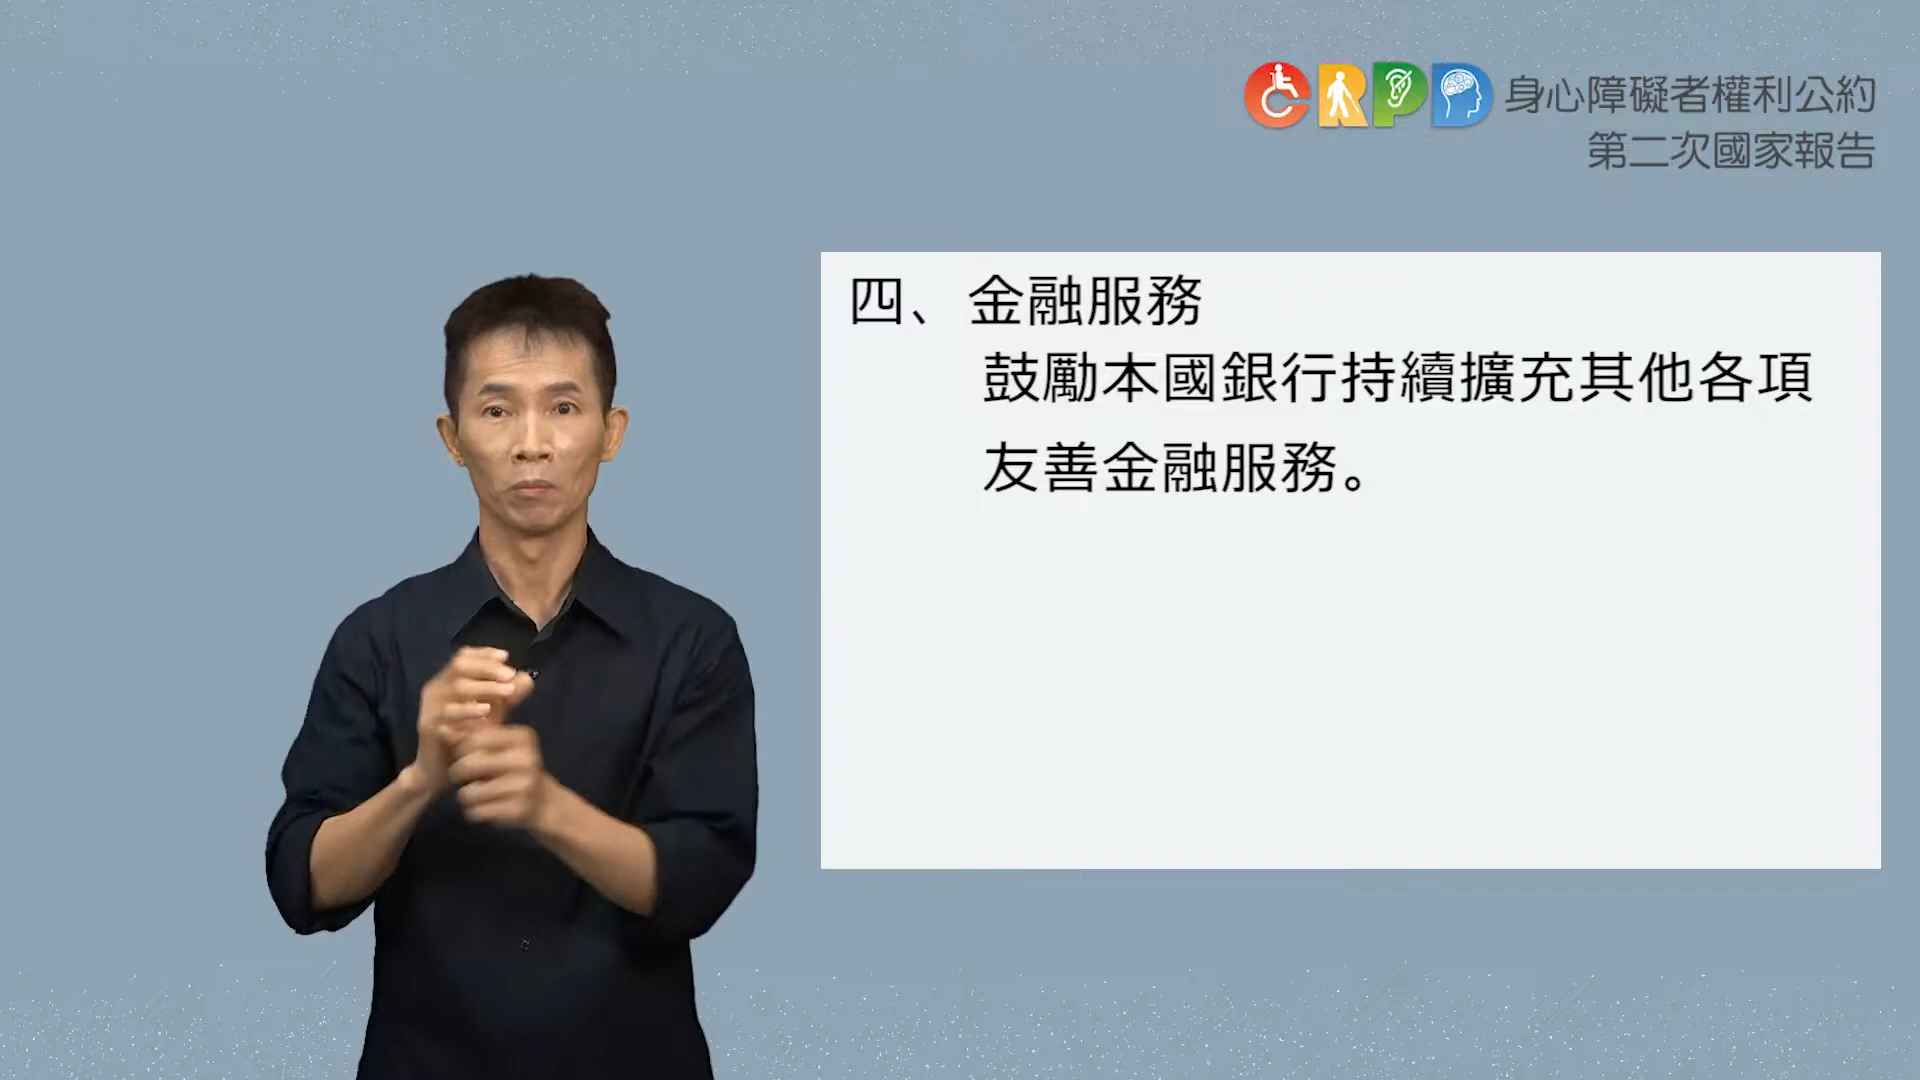 CRPD 身心障礙者權利公約
第二次國家報告
四、金融服務
鼓勵本國銀行持續擴充其他各項
友善金融服務。